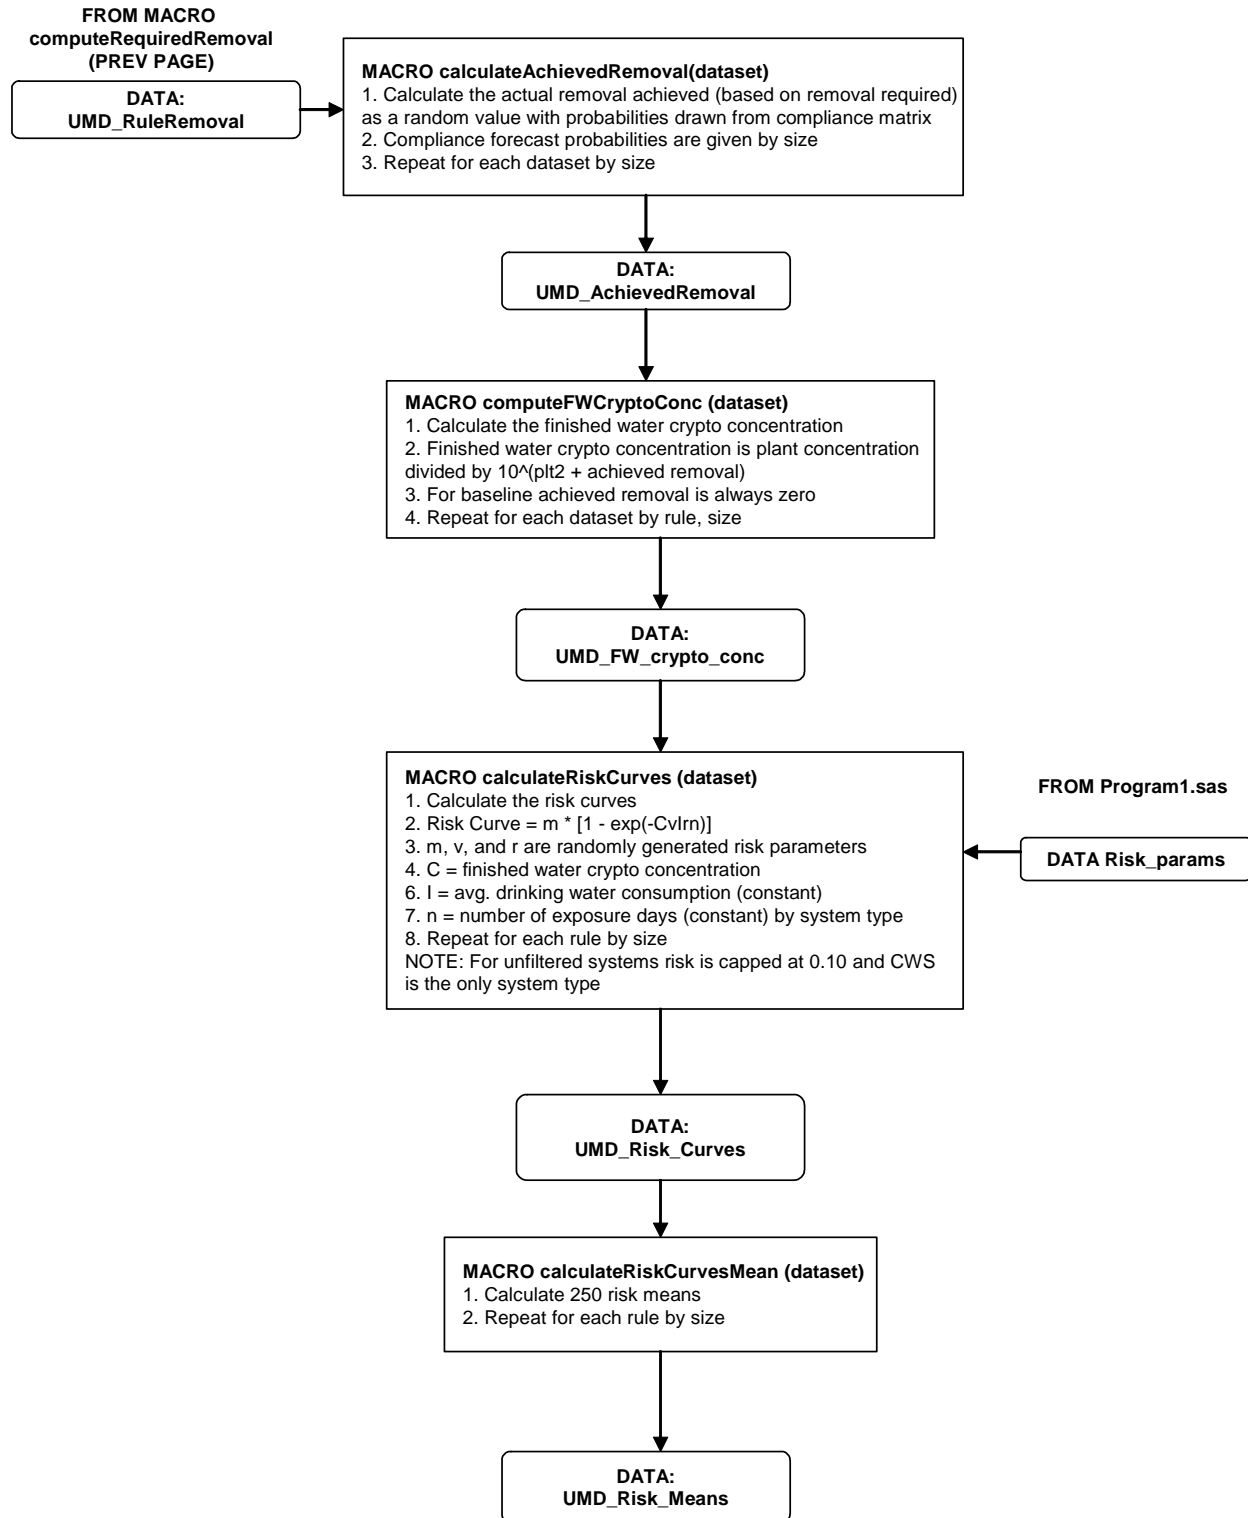 FROM MACRO
computeRequiredRemoval
(PREV PAGE)
DATA:
UMD_RuleRemoval
MACRO calculateAchievedRemoval(dataset)
1. Calculate the actual removal achieved (based on removal required)
as a random value with probabilities drawn from compliance matrix
2. Compliance forecast probabilities are given by size
3. Repeat for each dataset by size
DATA:
UMD_AchievedRemoval
MACRO computeFWCryptoConc (dataset)
1. Calculate the finished water crypto concentration
2. Finished water crypto concentration is plant concentration
divided by 10^(plt2 + achieved removal)
3. For baseline achieved removal is always zero
4. Repeat for each dataset by rule, size
DATA:
UMD_FW_crypto_conc
MACRO calculateRiskCurves (dataset)
1. Calculate the risk curves
2. Risk Curve = m * [1 - exp(-CvIrn)]
3. m, v, and r are randomly generated risk parameters
4. C = finished water crypto concentration
6. I = avg. drinking water consumption (constant)
7. n = number of exposure days (constant) by system type
8. Repeat for each rule by size
NOTE: For unfiltered systems risk is capped at 0.10 and CWS
is the only system type
FROM Program1.sas
DATA Risk_params
DATA:
UMD_Risk_Curves
MACRO calculateRiskCurvesMean (dataset)
1. Calculate 250 risk means
2. Repeat for each rule by size
DATA:
UMD_Risk_Means